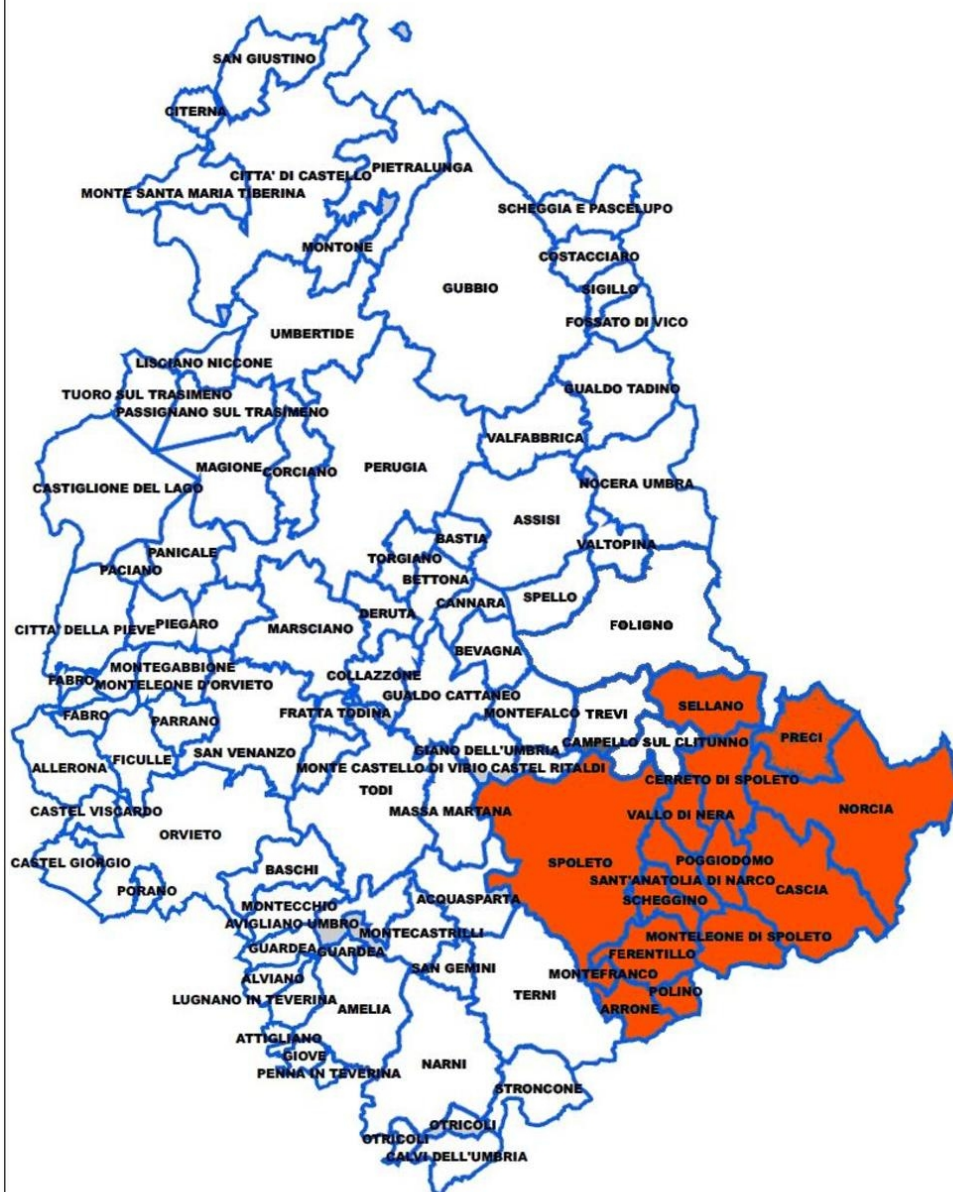 SAN GIUSTINO
CITERNA
PIETRALUNGA
CITTA' DI CASTELLO
MONTE SANTA MARIA TIBERINA
SCHEGGIA E PASCELUPO
MONTONE
COSTACCIARO
GUBBIO
SIGILLO
FOSSATO DI VICO
UMBERTIDE
LISCIANO NICCONE
GUALDO TADINO
TUORO SUL TRASIMENO
PASSIGNANO SUL TRASIMENO
VALFABBRICA
MAGIONE
CORCIANO
PERUGIA
NOCERA UMBRA
CASTIGLIONE DEL LAGO
ASSISI
BASTIA
VALTOPINA
PANICALE
TORGIANO
PACIANO
BETTONA
SPELLO
CANNARA
DERUTA
FOLIGNO
CITTA' DELLA PIEVE
PIEGARO
MARSCIANO
BEVAGNA
MONTEGABBIONE
COLLAZZONE
FABRO
MONTELEONE D'ORVIETO
GUALDO CATTANEO
SELLANO
FABRO
PARRANO
FRATTA TODINA
MONTEFALCO
TREVI
PRECI
SAN VENANZO
GIANO DELL'UMBRIA
CAMPELLO SUL CLITUNNO
FICULLE
ALLERONA
MONTE CASTELLO DI VIBIO
CASTEL RITALDI
CERRETO DI SPOLETO
TODI
CASTEL VISCARDO
MASSA MARTANA
VALLO DI NERA
NORCIA
ORVIETO
CASTEL GIORGIO
SPOLETO
POGGIODOMO
BASCHI
SANT'ANATOLIA DI NARCO
PORANO
CASCIA
ACQUASPARTA
SCHEGGINO
MONTECCHIO
AVIGLIANO UMBRO
MONTECASTRILLI
MONTELEONE DI SPOLETO
GUARDEA
GUARDEA
FERENTILLO
SAN GEMINI
MONTEFRANCO
ALVIANO
POLINO
TERNI
LUGNANO IN TEVERINA
AMELIA
ARRONE
ATTIGLIANO
GIOVE
NARNI
PENNA IN TEVERINA
STRONCONE
OTRICOLI
OTRICOLI
CALVI DELL'UMBRIA